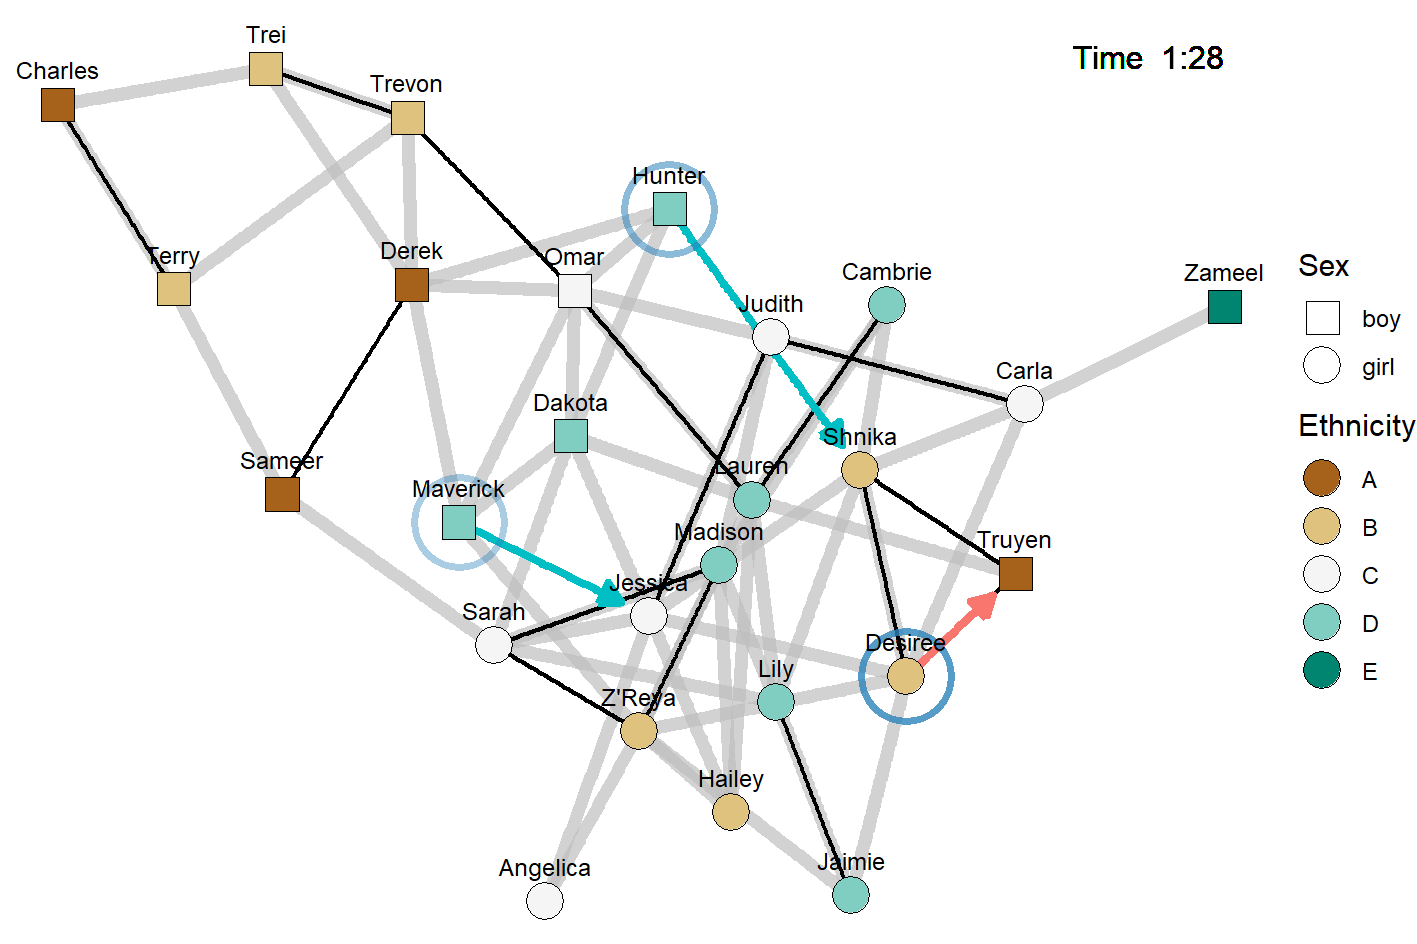 Trei
Time 1:28
Charles
Trevon
Hunter
Terry
Derek
Omar
Cambrie
Zameel
Judith
Carla
Dakota
Shnika
Sameer
Lauren
Maverick
Madison
Truyen
Jessica
Sarah
Desiree
Lily
Z'Reya
Hailey
Angelica
Jaimie
Sex
boy
girl
Ethnicity
A
B
C
D
E